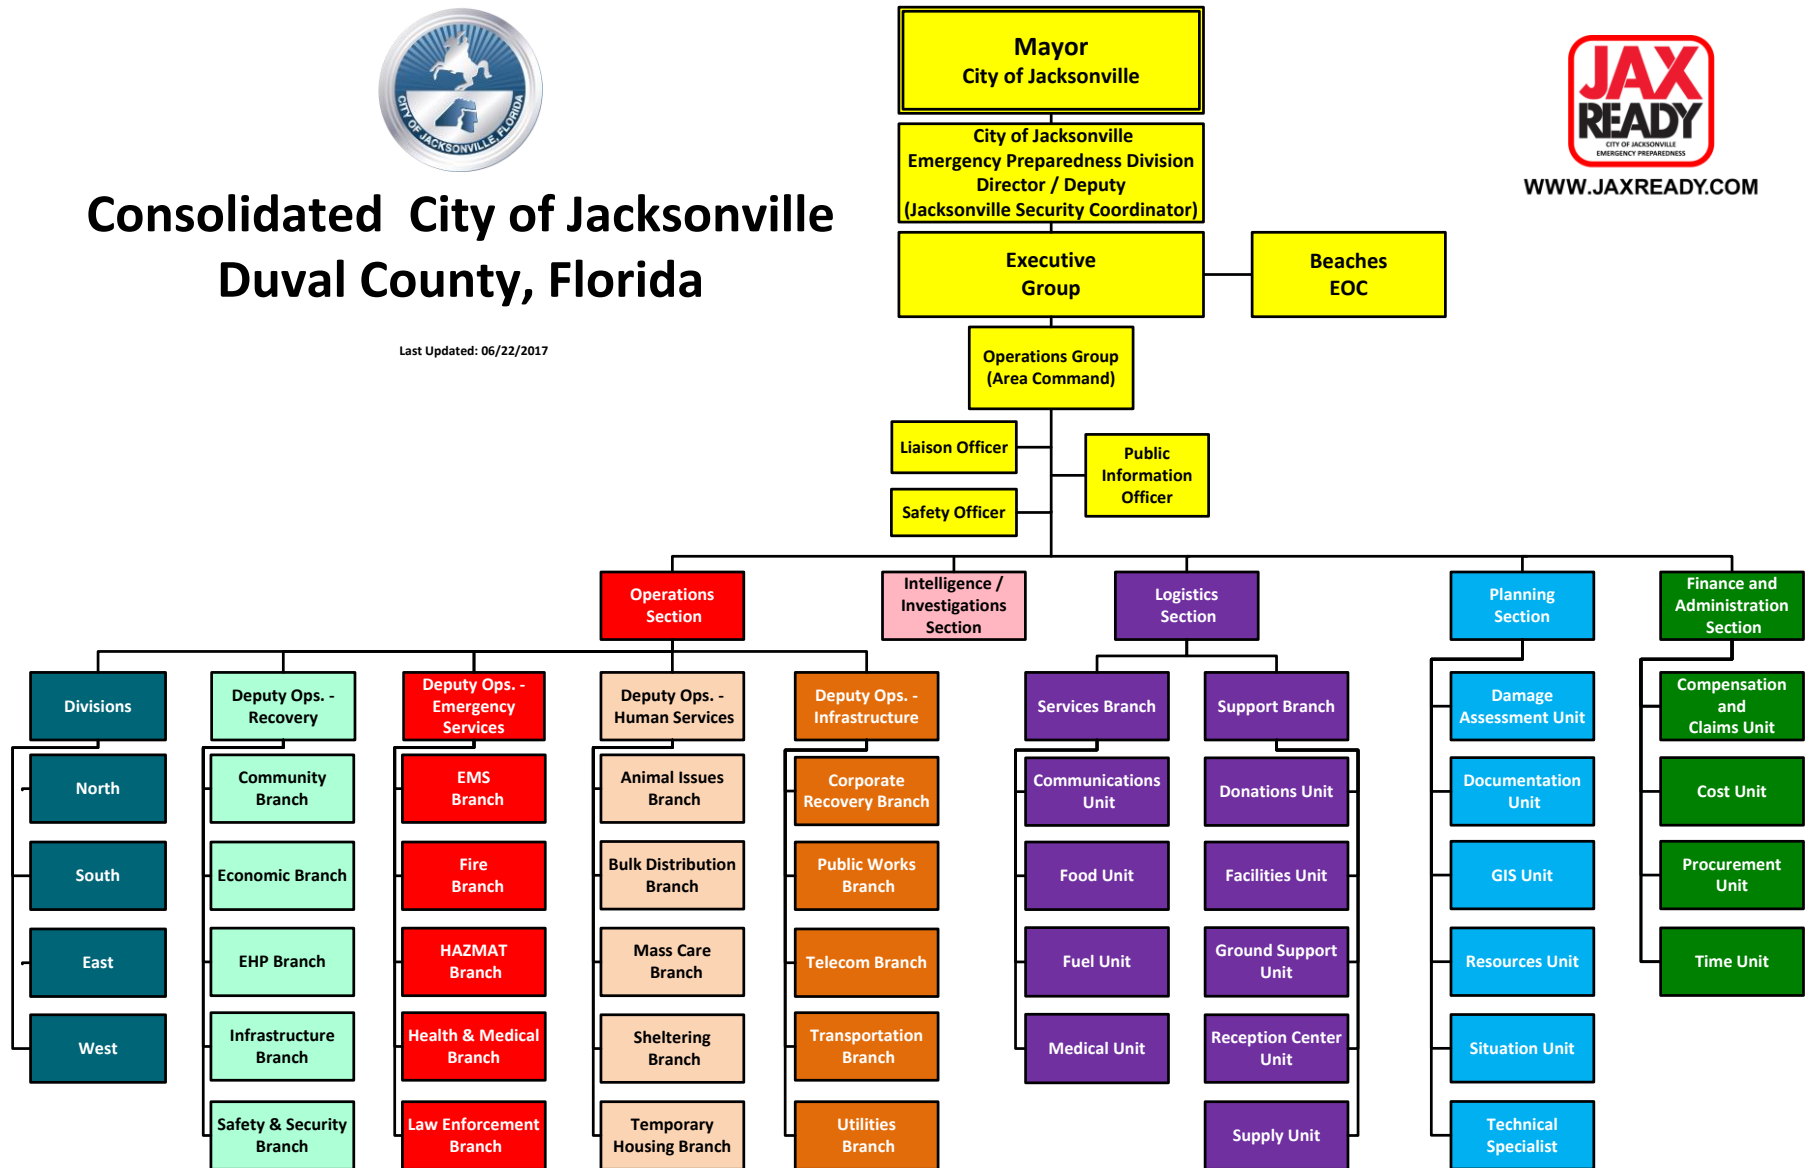 CITY OF JACKSONVILLE, FLORIDA
Consolidated City of Jacksonville
Duval County, Florida
Last Updated: 06/22/2017
Mayor
City of Jacksonville
JAX
READY
CITY OF JACKSONVILLE
EMERGENCY PREPAREDNESS
WWW.JAXREADY.COM
City of Jacksonville
Emergency Preparedness Division
Director / Deputy
(Jacksonville Security Coordinator)
Executive
Group
Beaches
EOC
Operations Group
(Area Command)
Liaison Officer
Public
Information
Officer
Safety Officer
Operations
Section
Intelligence /
Investigations
Section
Logistics
Section
Planning
Section
Finance and
Administration
Section
Divisions
North
South
East
West
Deputy Ops. -
Recovery
Community
Branch
Economic Branch
EHP Branch
Infrastructure
Branch
Safety & Security
Branch
Deputy Ops. -
Emergency
Services
EMS
Branch
Fire
Branch
HAZMAT
Branch
Health & Medical
Branch
Law Enforcement
Branch
Deputy Ops. -
Human Services
Animal Issues
Branch
Bulk Distribution
Branch
Mass Care
Branch
Sheltering
Branch
Temporary
Housing Branch
Deputy Ops. -
Infrastructure
Corporate
Recovery Branch
Public Works
Branch
Telecom Branch
Transportation
Branch
Utilities
Branch
Services Branch
Communications
Unit
Food Unit
Fuel Unit
Medical Unit
Support Branch
Donations Unit
Facilities Unit
Ground Support
Unit
Reception Center
Unit
Supply Unit
Damage
Assessment Unit
Documentation
Unit
GIS Unit
Resources Unit
Situation Unit
Technical
Specialist
Compensation
and
Claims Unit
Cost Unit
Procurement
Unit
Time Unit